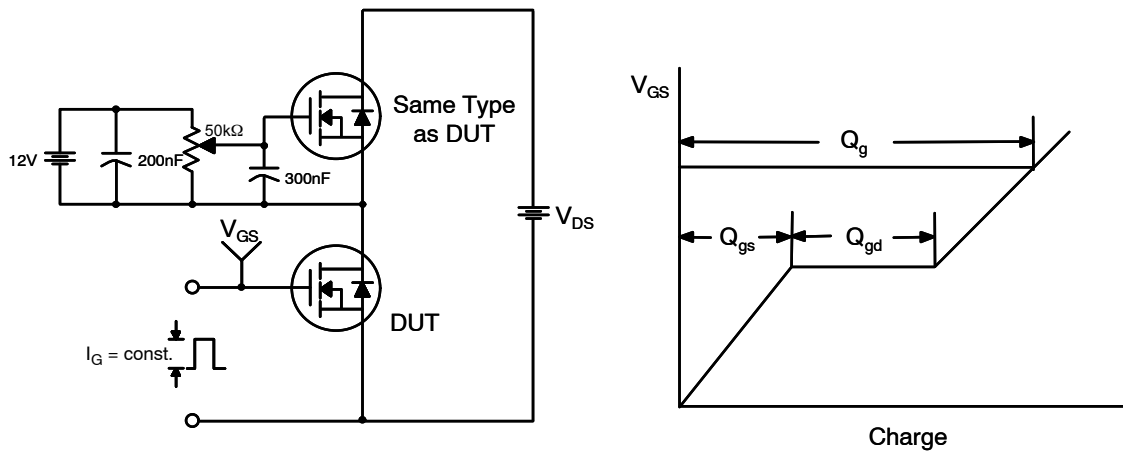 12V
200nF
50kΩ
300nF
Same Type
as DUT
V_GS
V_DS
DUT
I_G = const.
V_GS
Q_g
Q_gs
Q_gd
Charge